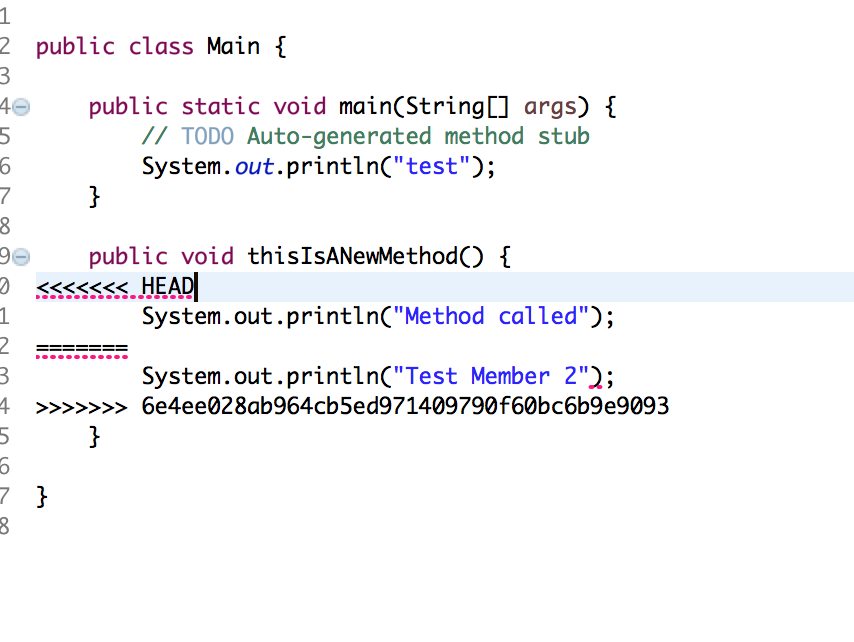 1
2 public class Main {
3
4 public static void main(String[] args) {
5 // TODO Auto-generated method stub
6 System.out.println("test");
7 }
8
9 public void thisIsANewMethod() {
0 <<<<<<< HEAD
1 System.out.println("Method called");
2 =======
3 System.out.println("Test Member 2");
4 >>>>>>> 6e4ee028ab964cb5ed971409790f60bc6b9e9093
5 }
6
7 }
8